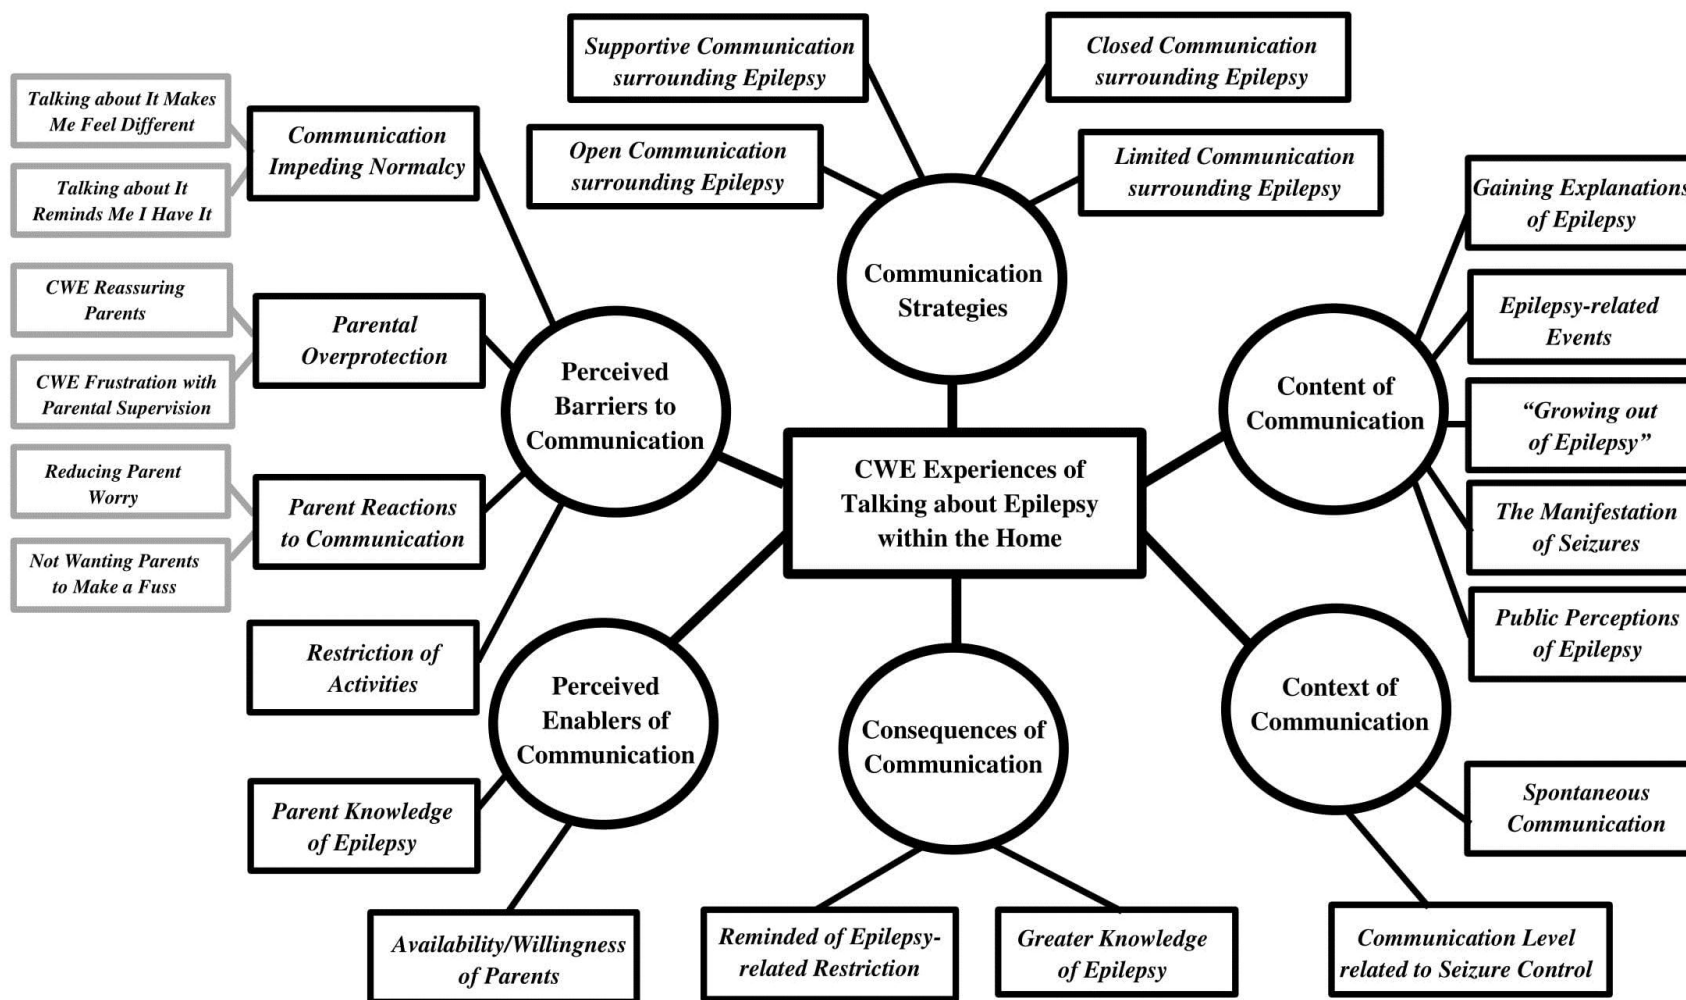 Supportive Communication
surrounding Epilepsy
Closed Communication
surrounding Epilepsy
Open Communication
surrounding Epilepsy
Limited Communication
surrounding Epilepsy
Communication
Strategies
Talking about It Makes
Me Feel Different
Talking about It
Reminds Me I Have It
Communication
Impeding Normalcy
CWE Reassuring
Parents
CWE Frustration with
Parental Supervision
Parental
Overprotection
Reducing Parent
Worry
Not Wanting Parents
to Make a Fuss
Parent Reactions
to Communication
Restriction of
Activities
Perceived
Barriers to
Communication
CWE Experiences of
Talking about Epilepsy
within the Home
Content of
Communication
Gaining Explanations
of Epilepsy
Epilepsy-related
Events
“Growing out
of Epilepsy”
The Manifestation
of Seizures
Public Perceptions
of Epilepsy
Perceived
Enablers of
Communication
Parent Knowledge
of Epilepsy
Availability/Willingness
of Parents
Consequences of
Communication
Reminded of Epilepsy-
related Restriction
Greater Knowledge
of Epilepsy
Context of
Communication
Spontaneous
Communication
Communication Level
related to Seizure Control